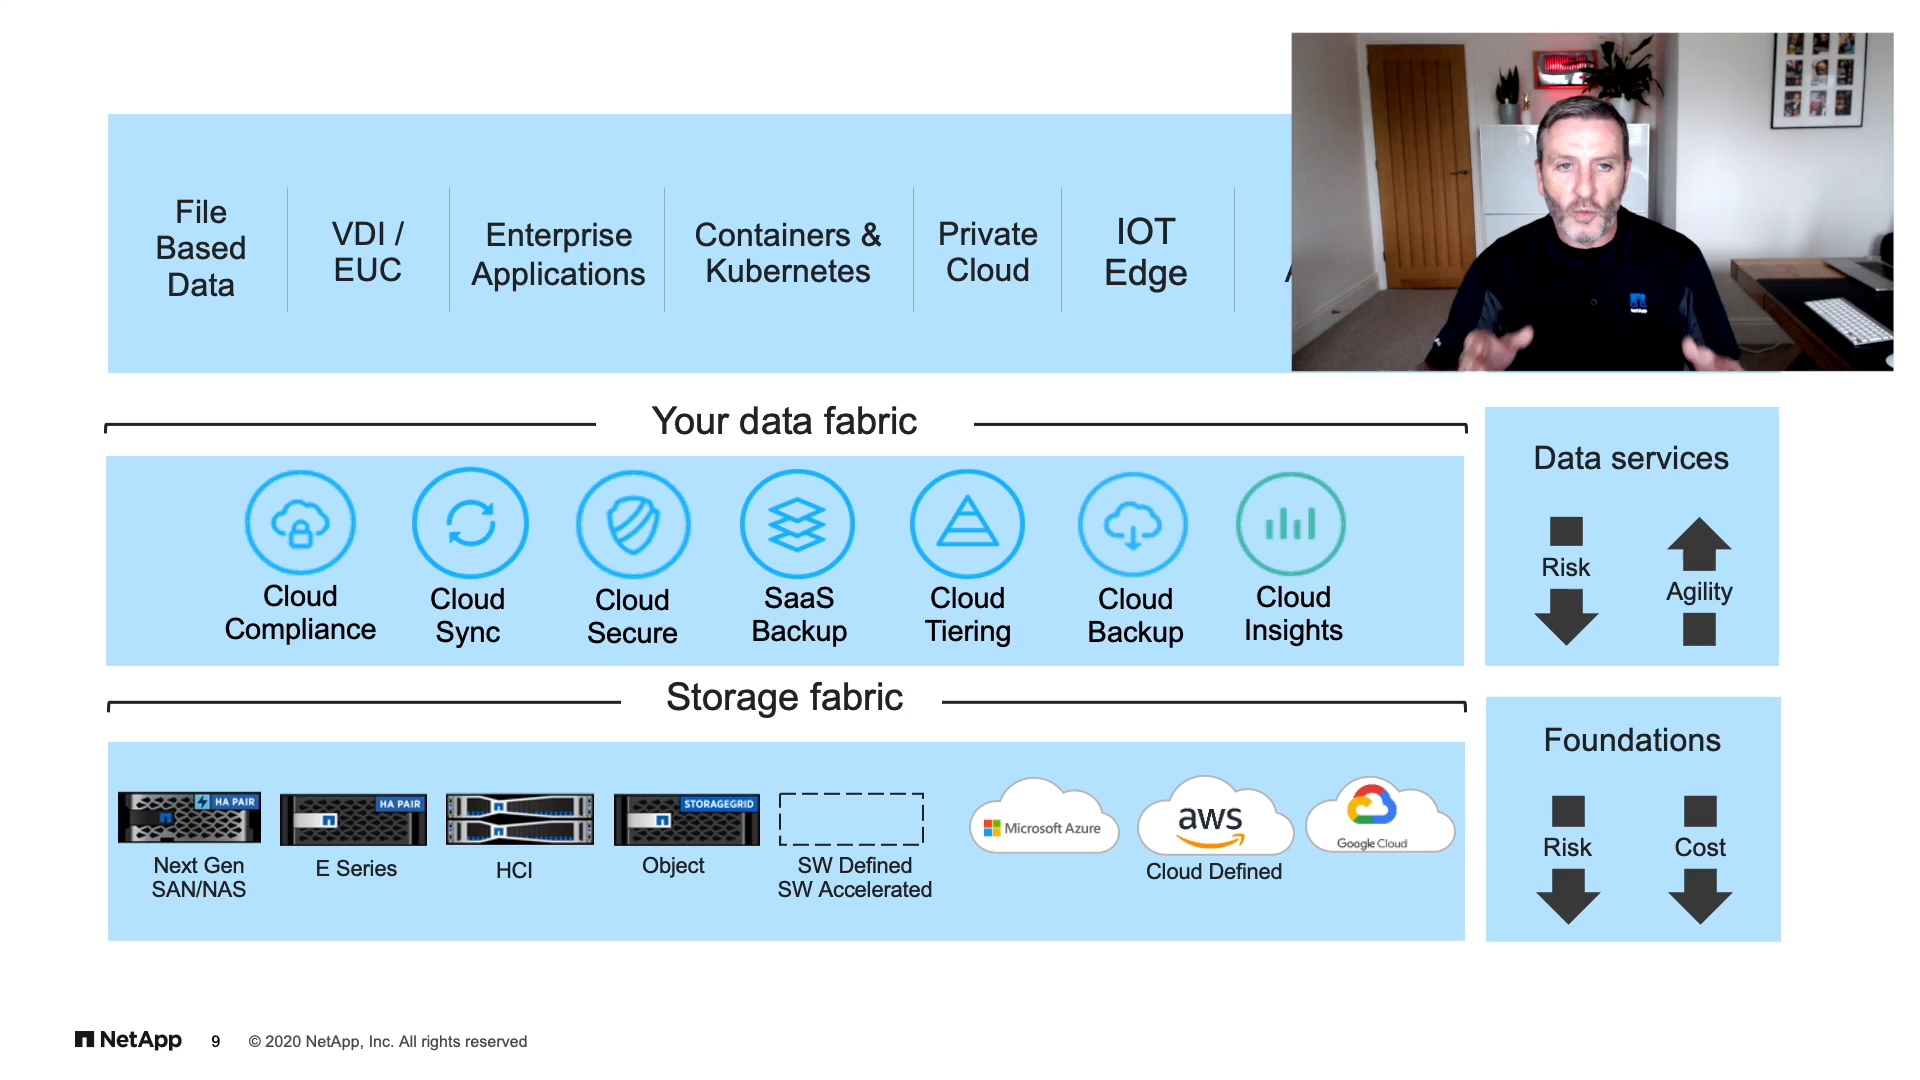 File
Based
Data
VDI /
EUC
Enterprise
Applications
Containers &
Kubernetes
Private
Cloud
IOT
Edge
NetApp
Your data fabric
Cloud
Compliance
Cloud
Sync
Cloud
Secure
SaaS
Backup
Cloud
Tiering
Cloud
Backup
Cloud
Insights
Data services
Risk
Agility
Storage fabric
HA PAIR
Next Gen
SAN/NAS
HA PAIR
E Series
HCI
STORAGEGRID
Object
SW Defined
SW Accelerated
Microsoft Azure
aws
Google Cloud
Cloud Defined
Foundations
Risk
Cost
NetApp
9
© 2020 NetApp, Inc. All rights reserved